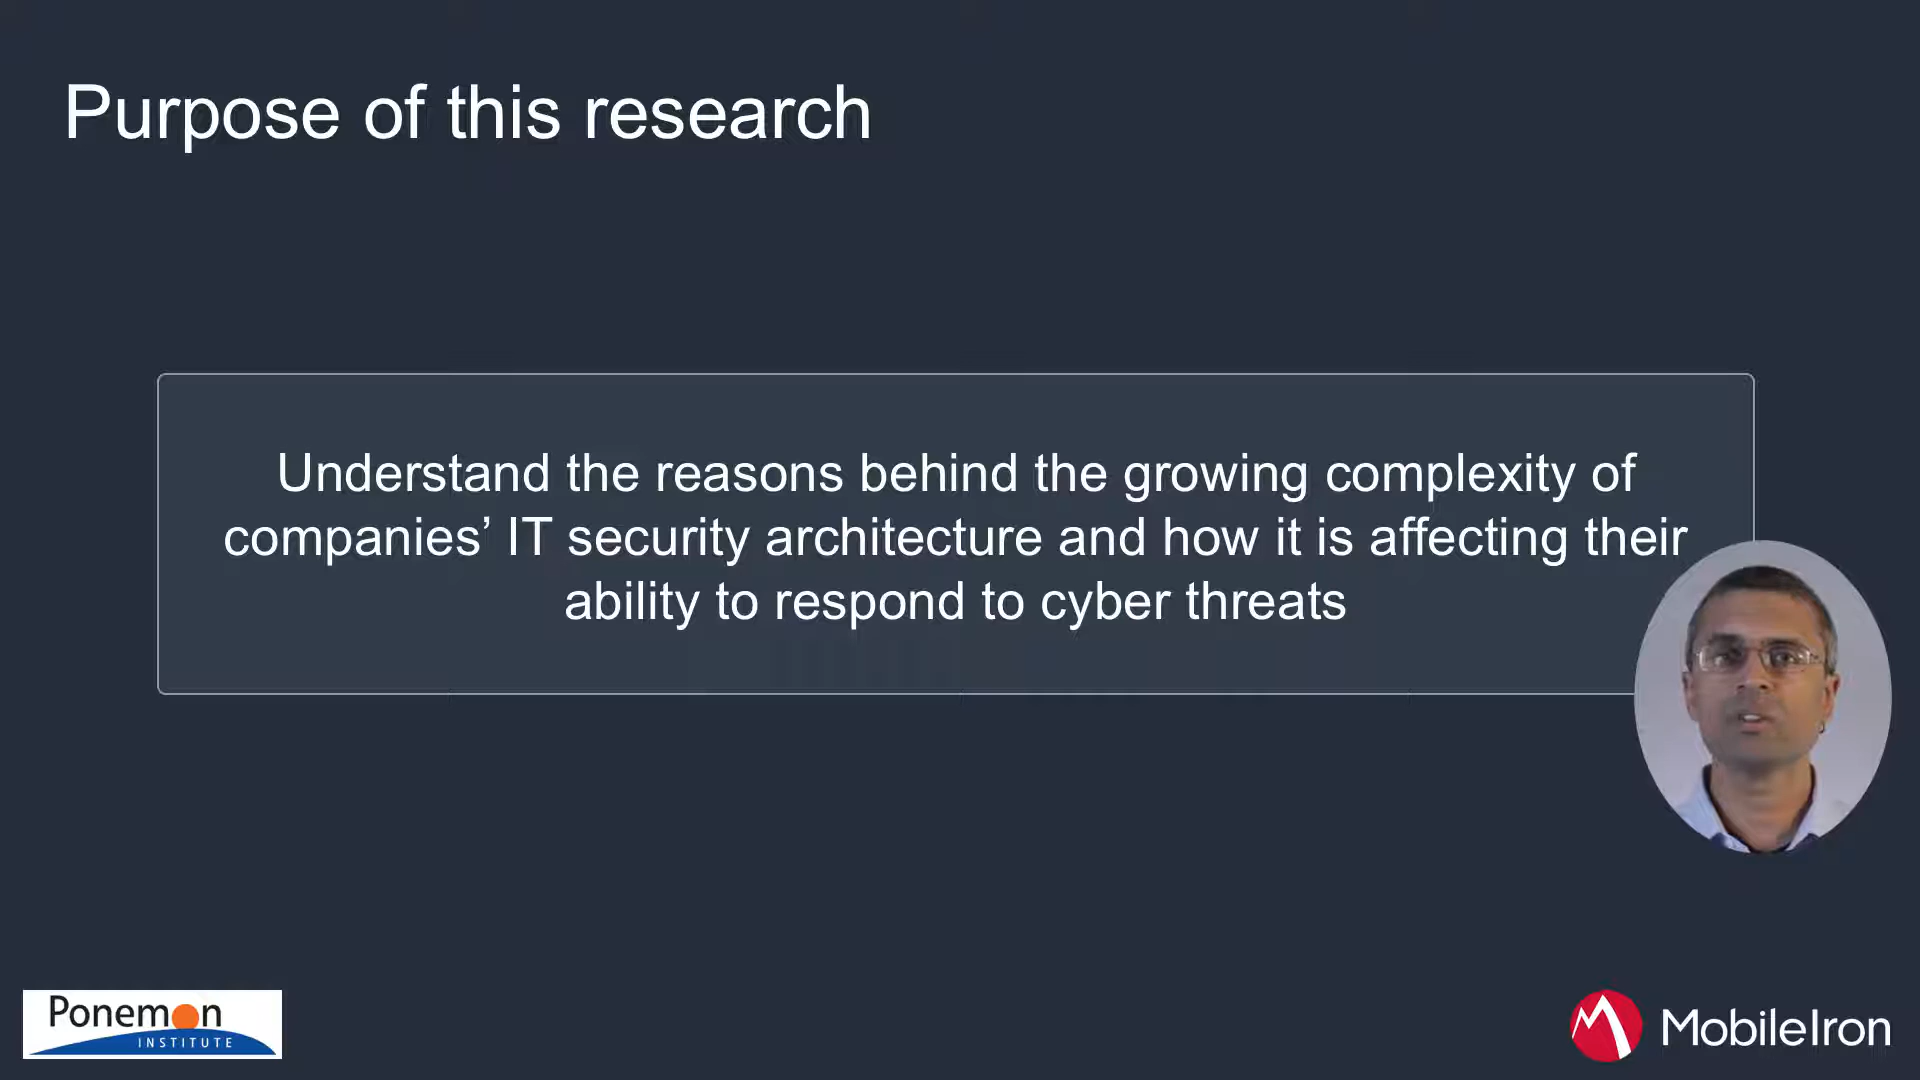 Purpose of this research
Understand the reasons behind the growing complexity of
companies’ IT security architecture and how it is affecting their
ability to respond to cyber threats
Ponemon
INSTITUTE
MobileIron